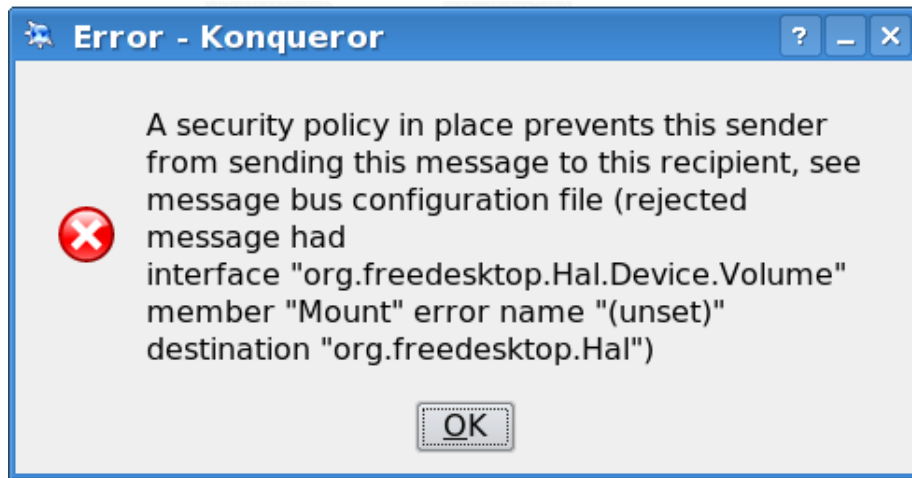 Error - Konqueror
A security policy in place prevents this sender
from sending this message to this recipient, see
message bus configuration file (rejected
message had
interface "org.freedesktop.Hal.Device.Volume"
member "Mount" error name "(unset)"
destination "org.freedesktop.Hal")
OK